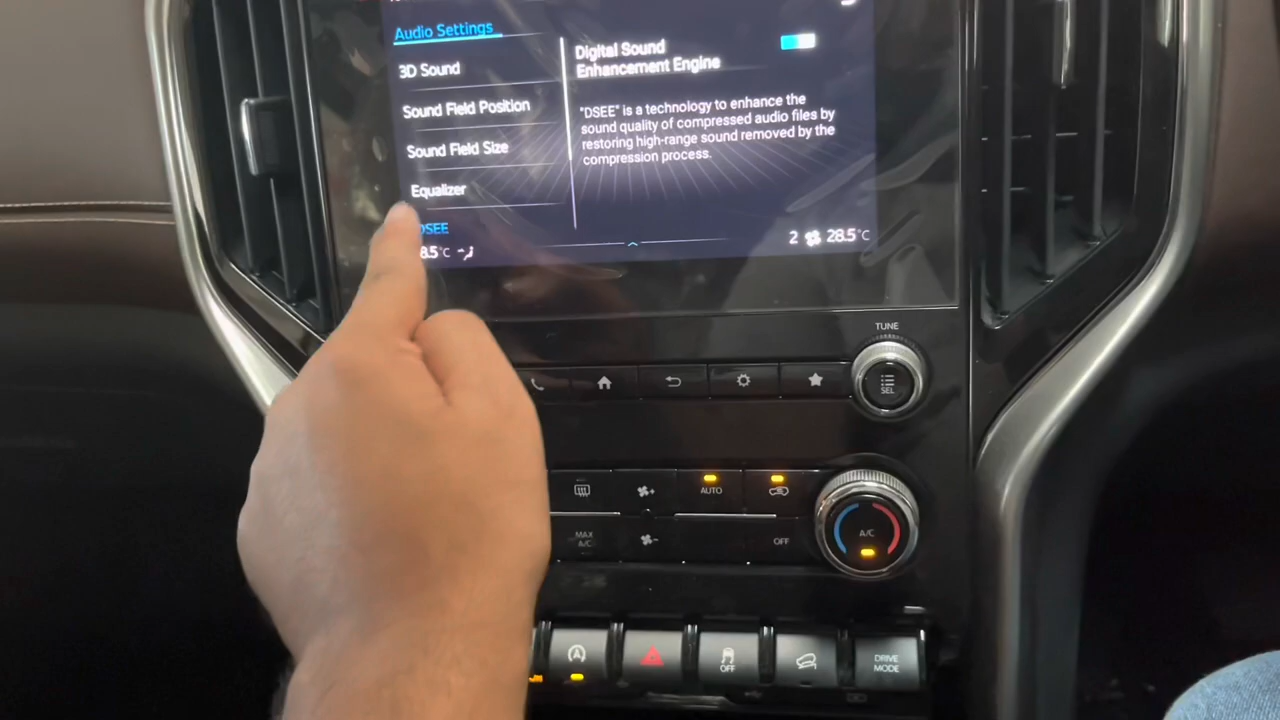 Audio Settings
3D Sound
Sound Field Position
Sound Field Size
Equalizer
DSEE
8.5°C
Digital Sound
Enhancement Engine
"DSEE" is a technology to enhance the
sound quality of compressed audio files by
restoring high-range sound removed by the
compression process.
2 28.5°C
TUNE
SEL
AUTO
MAX
A/C
OFF
A/C
OFF
DRIVE
MODE